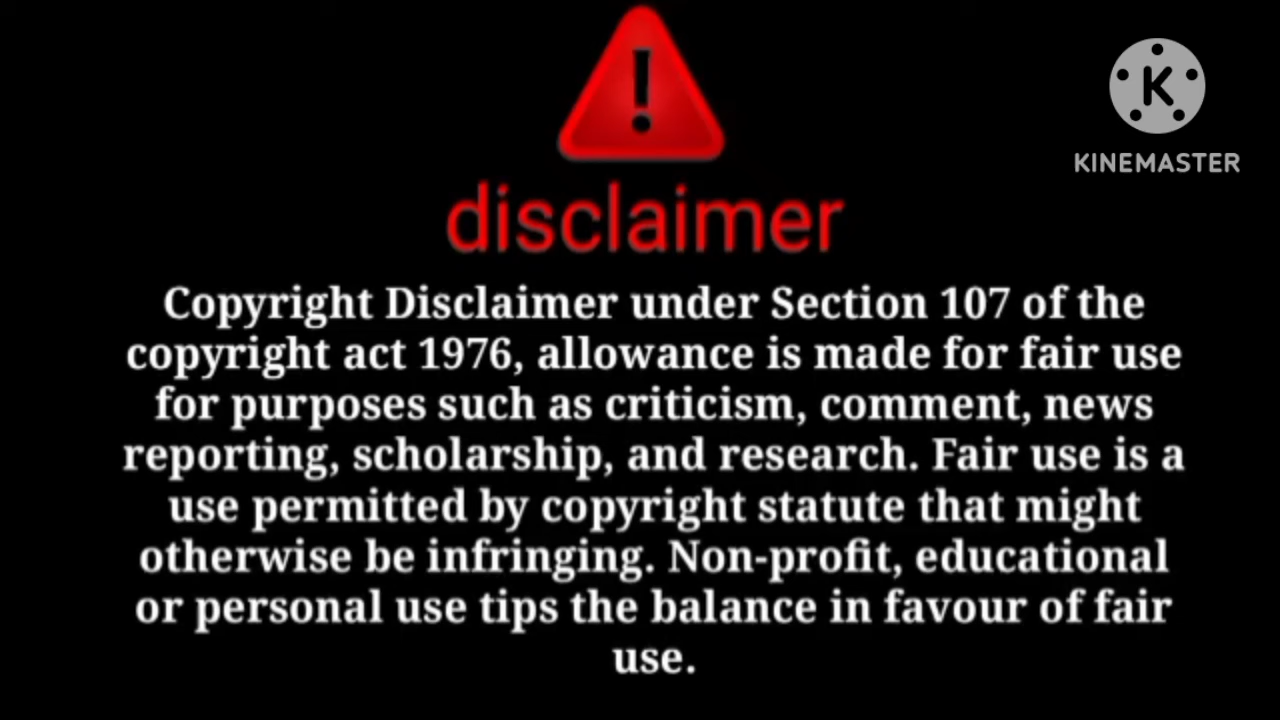 KINEMASTER
disclaimer
Copyright Disclaimer under Section 107 of the
copyright act 1976, allowance is made for fair use
for purposes such as criticism, comment, news
reporting, scholarship, and research. Fair use is a
use permitted by copyright statute that might
otherwise be infringing. Non-profit, educational
or personal use tips the balance in favour of fair
use.